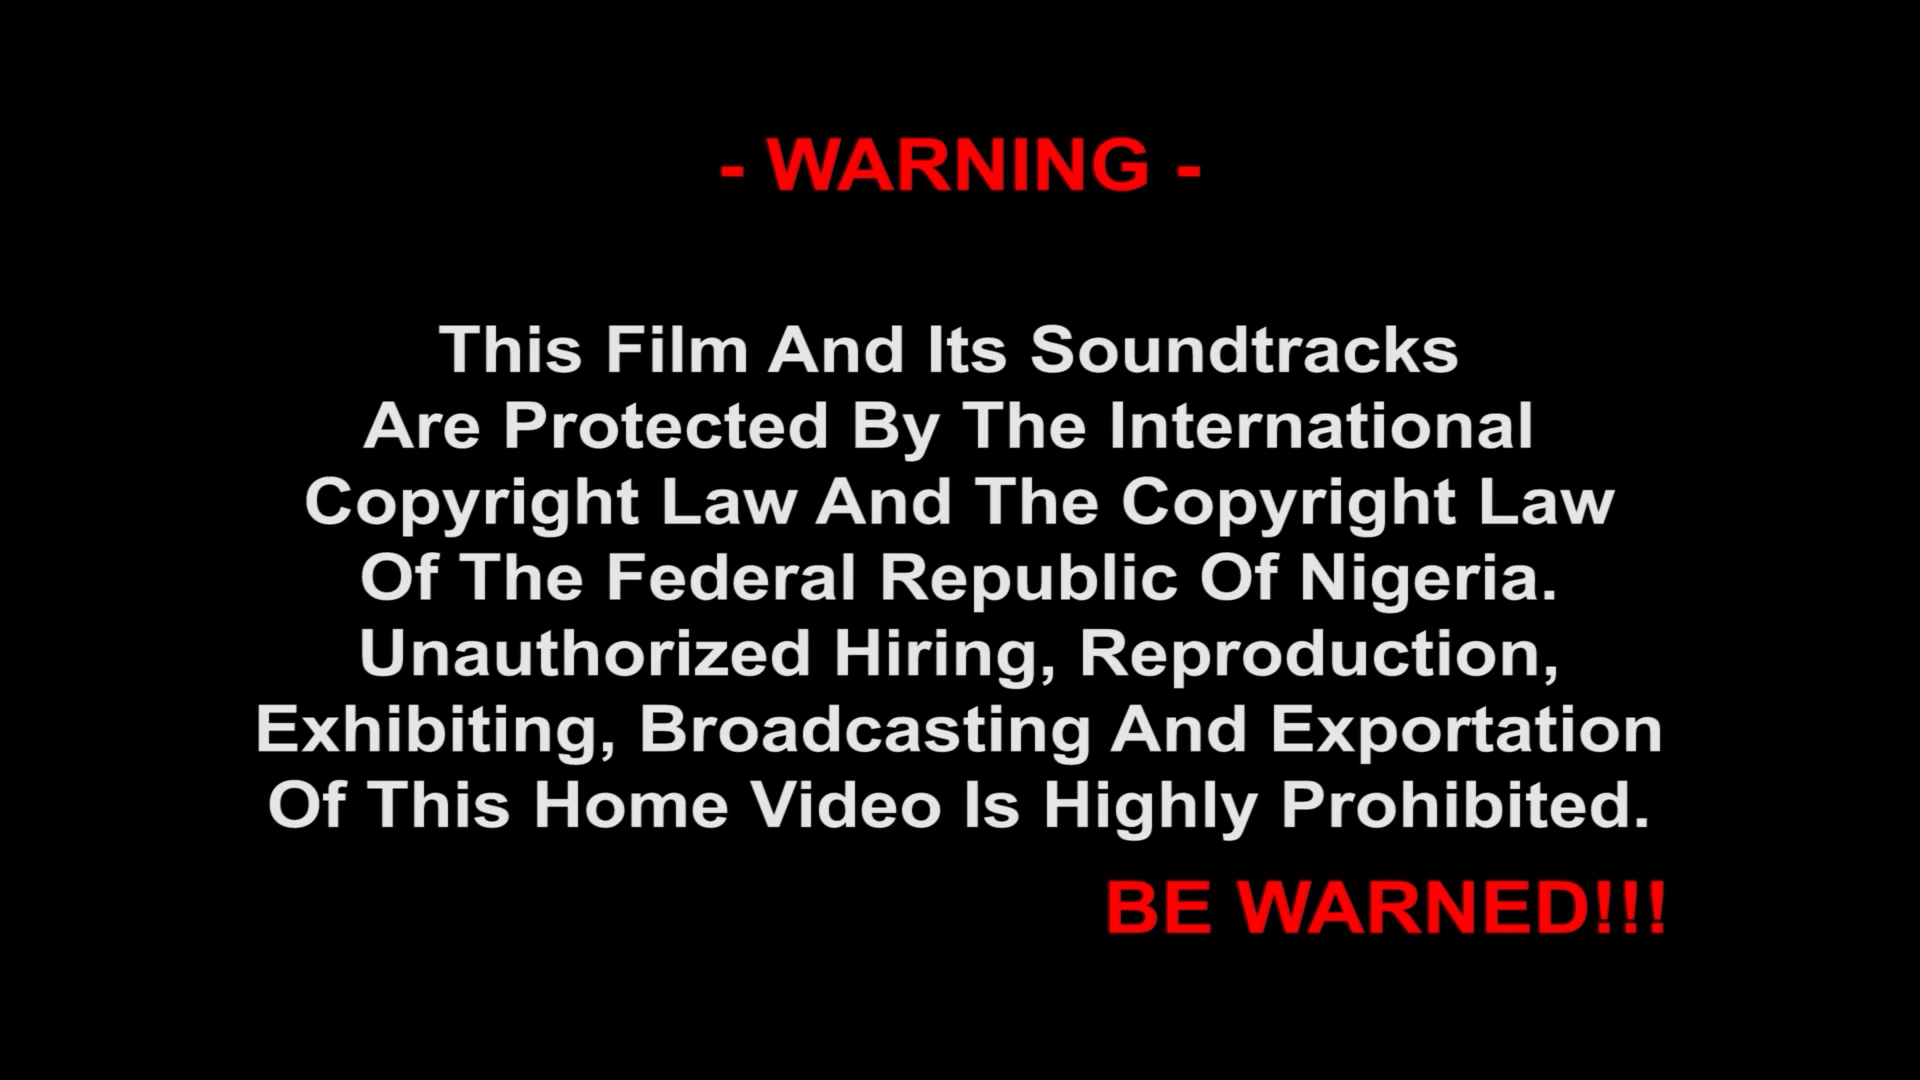 - WARNING -
This Film And Its Soundtracks
Are Protected By The International
Copyright Law And The Copyright Law
Of The Federal Republic Of Nigeria.
Unauthorized Hiring, Reproduction,
Exhibiting, Broadcasting And Exportation
Of This Home Video Is Highly Prohibited.
BE WARNED!!!